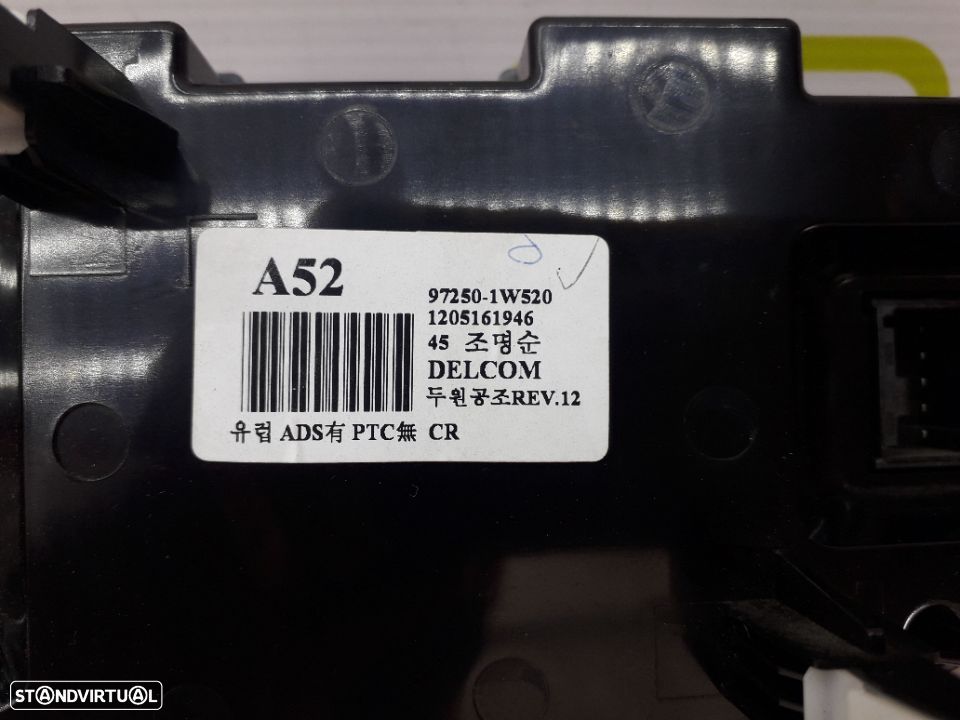 A52
97250-1W520
1205161946
45 조명순
DELCOM
두원공조REV.12
유럽 ADS有 PTC無 CR
STANDVIRTUAL